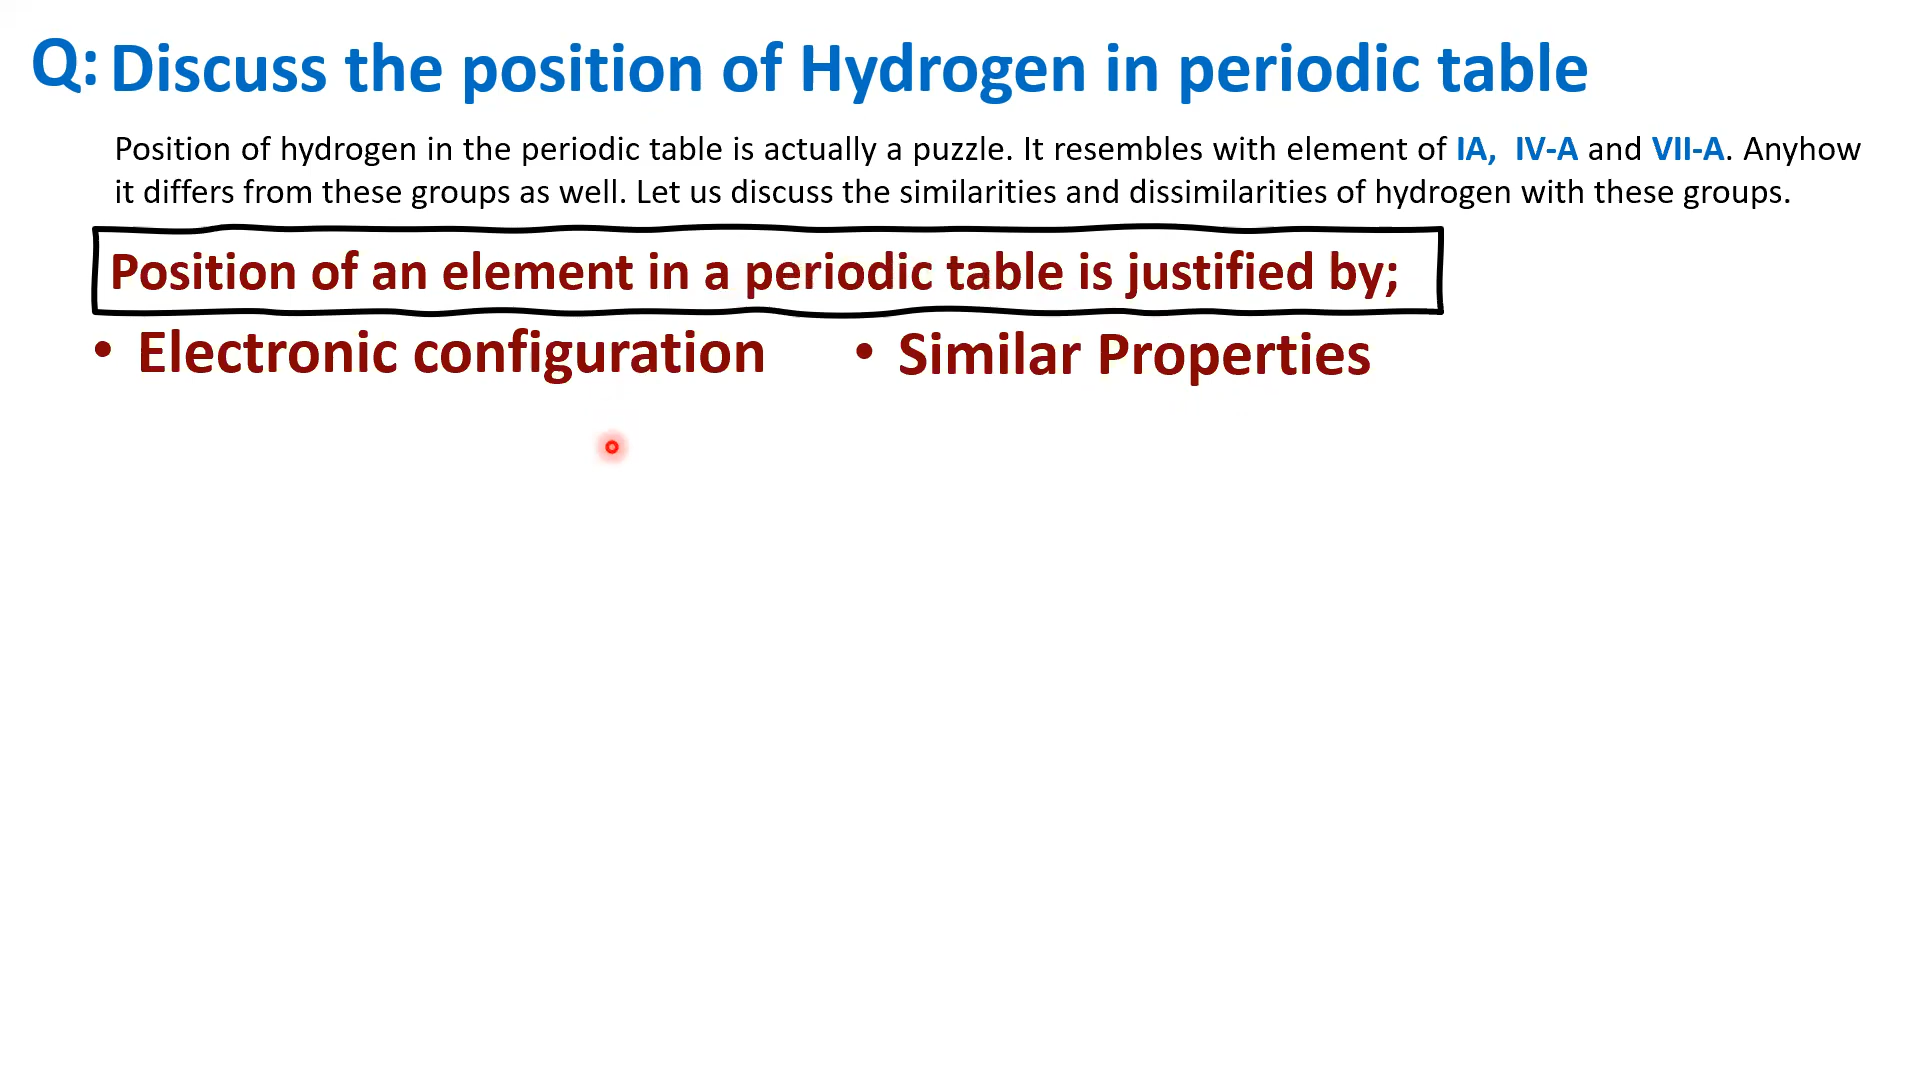 Q: Discuss the position of Hydrogen in periodic table
Position of hydrogen in the periodic table is actually a puzzle. It resembles with element of IA, IV-A and VII-A. Anyhow
it differs from these groups as well. Let us discuss the similarities and dissimilarities of hydrogen with these groups.
Position of an element in a periodic table is justified by;
• Electronic configuration • Similar Properties